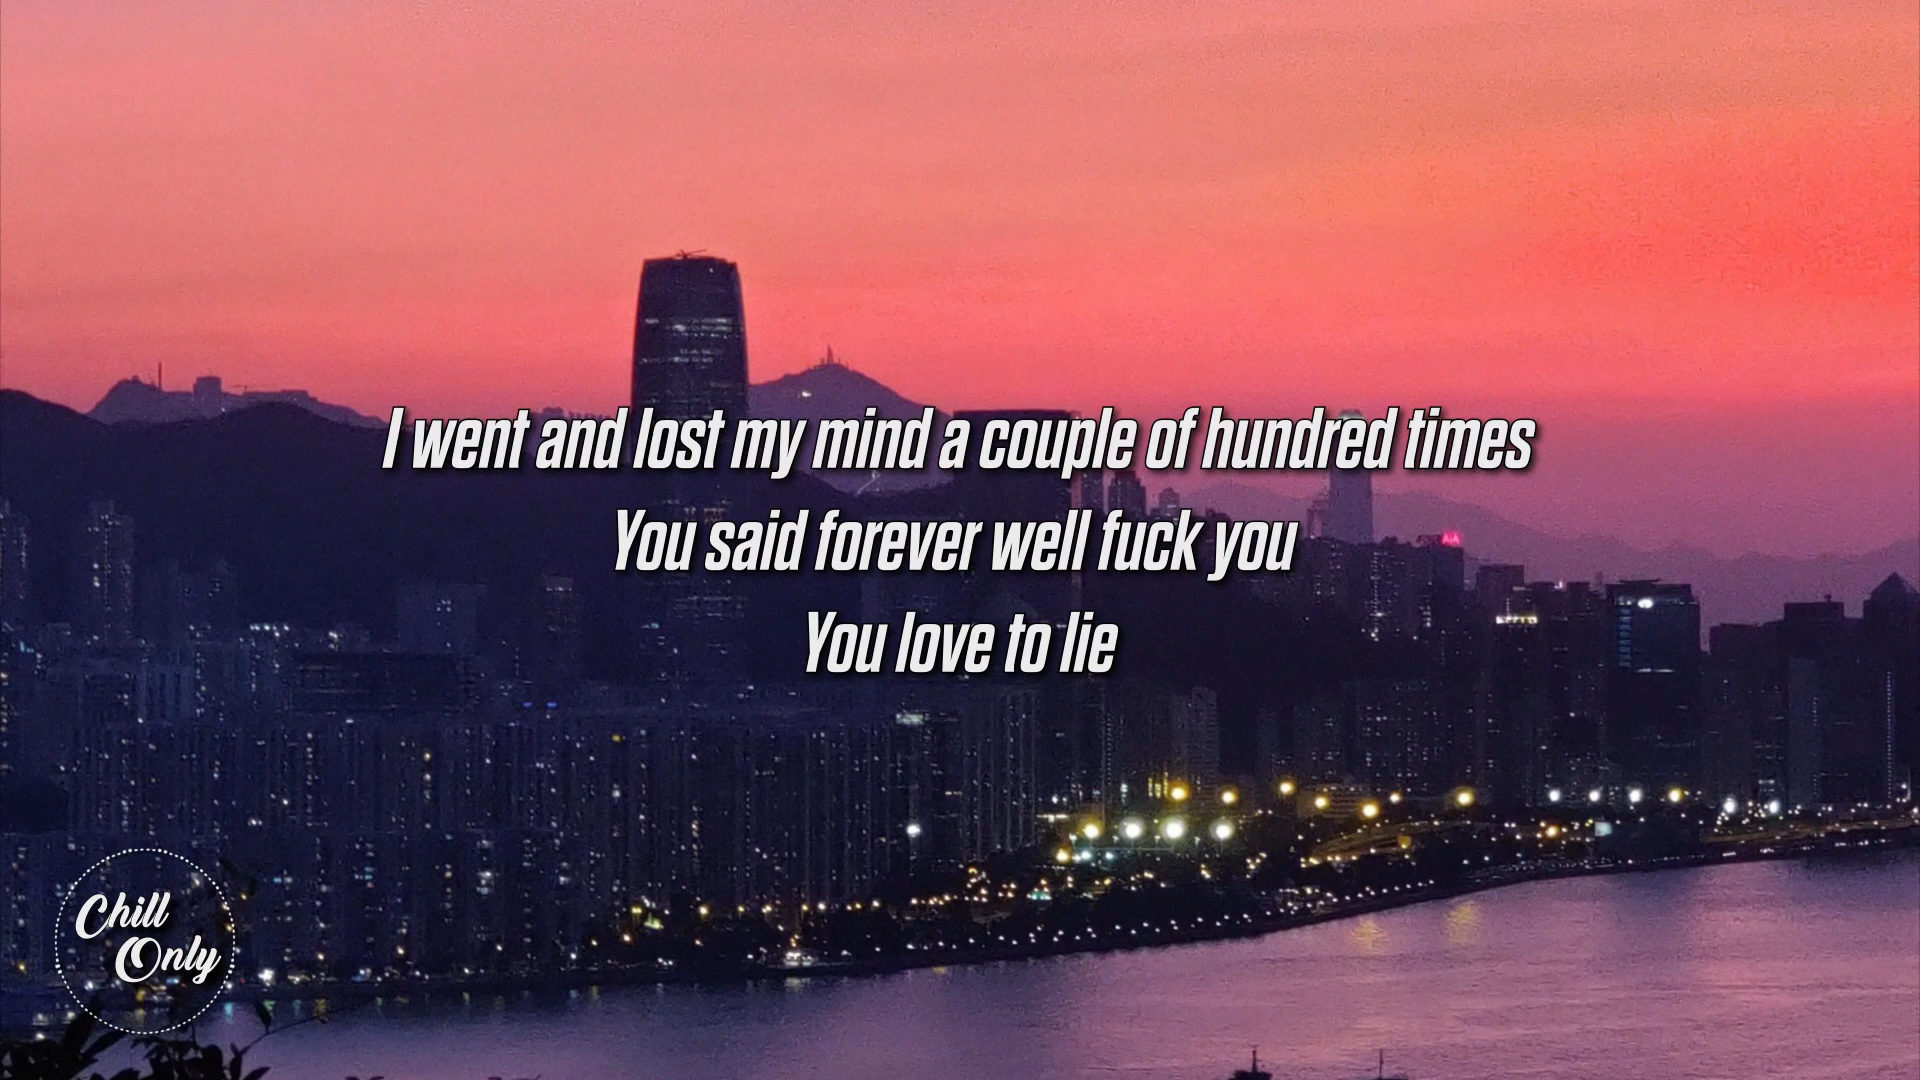 I went and lost my mind a couple of hundred times
You said forever well fuck you
You love to lie
Chill
Only
AIA